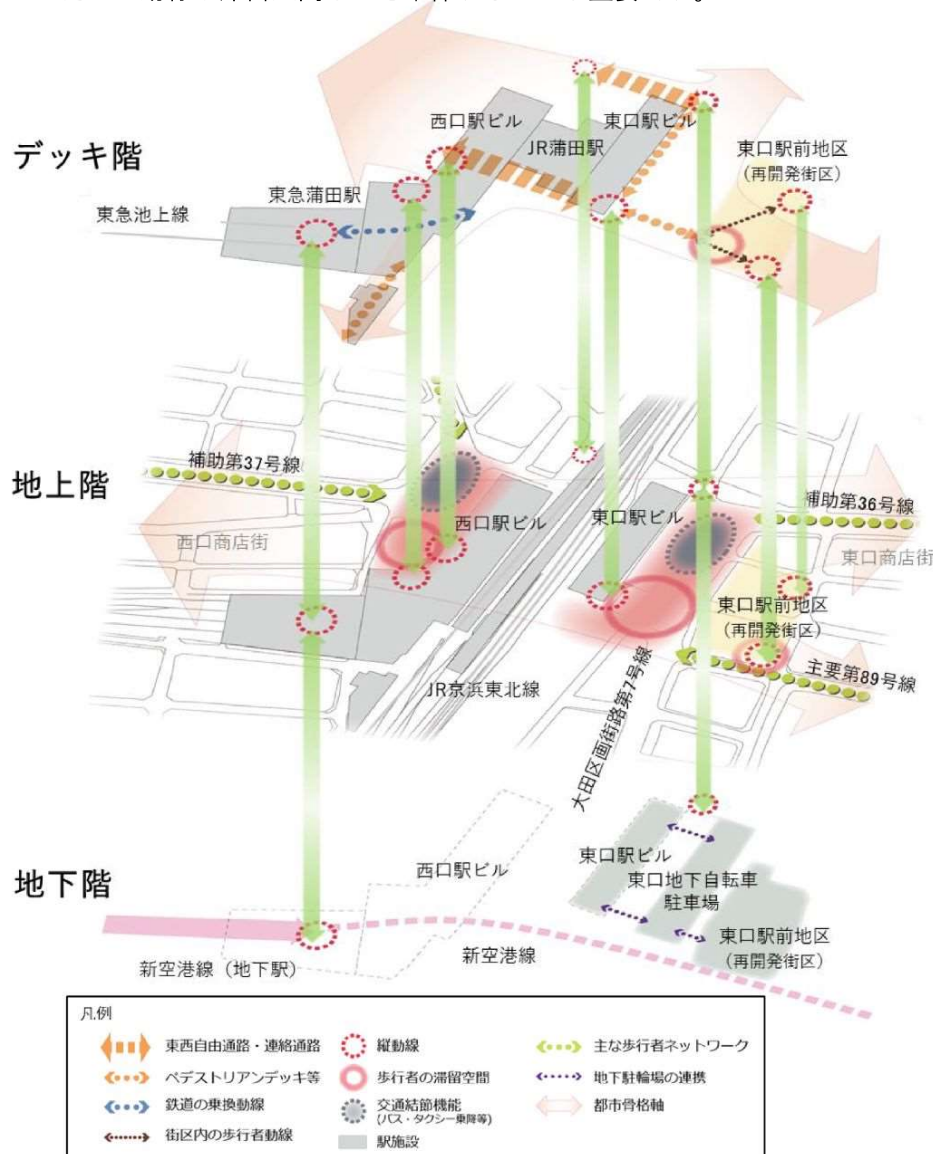 西口駅ビル
東口駅ビル
JR蒲田駅
デッキ階
東口駅前地区
(再開発街区)
東急蒲田駅
東急池上線
補助第37号線
地上階
西口駅ビル
東口駅ビル
補助第36号線
西口商店街
東口商店街
東口駅前地区
(再開発街区)
主要第89号線
JR京浜東北線
大田区画街路第7号線
地下階
西口駅ビル
東口駅ビル
東口地下自転車
駐車場
東口駅前地区
(再開発街区)
新空港線(地下駅)
新空港線
凡例
東西自由通路・連絡通路
縦動線
主な歩行者ネットワーク
ペデストリアンデッキ等
歩行者の滞留空間
地下駐輪場の連携
鉄道の乗換動線
交通結節機能
(バス・タクシー乗降等)
都市骨格軸
街区内の歩行者動線
駅施設